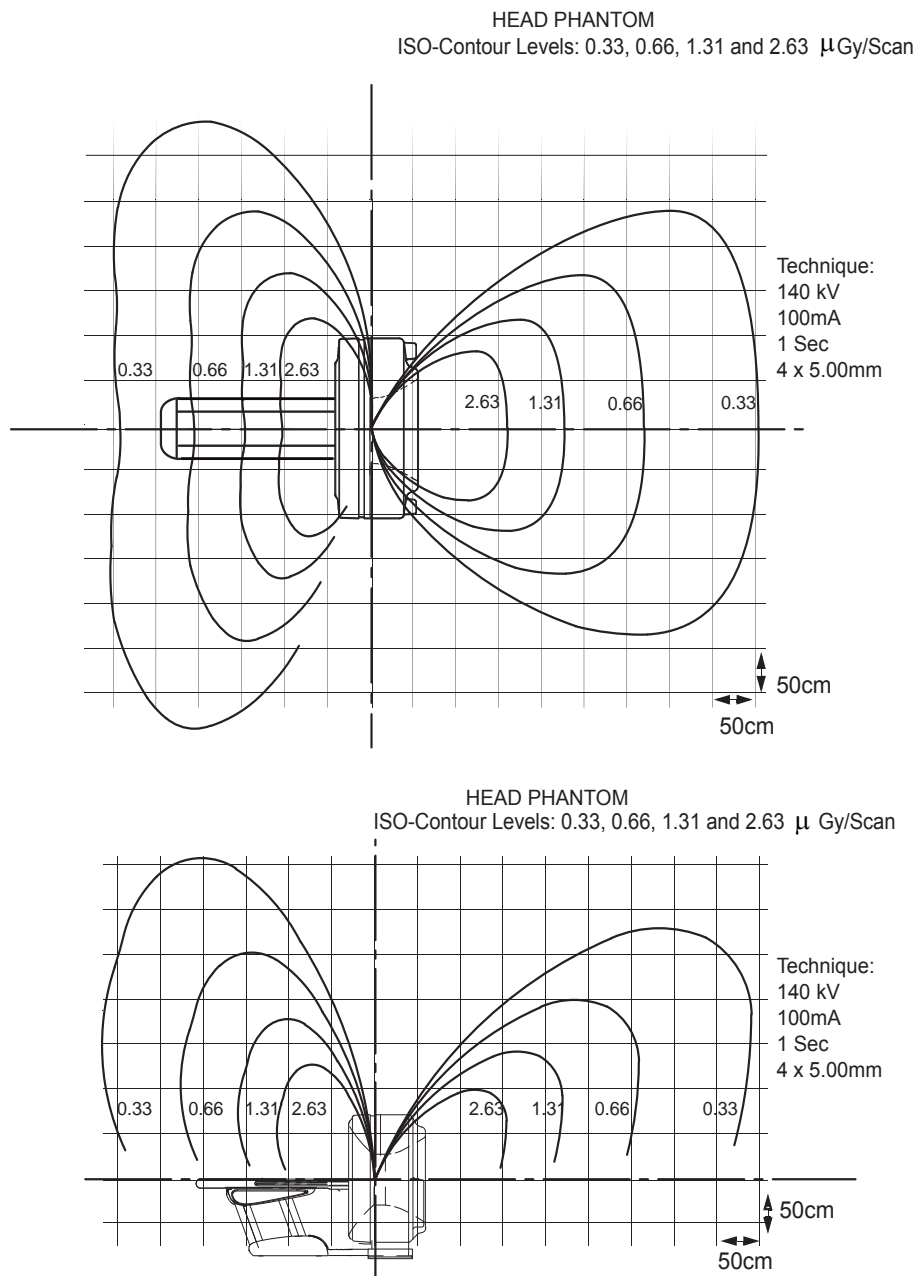 HEAD PHANTOM
ISO-Contour Levels: 0.33, 0.66, 1.31 and 2.63 μGy/Scan
Technique:
140 kV
100mA
1 Sec
4 x 5.00mm
0.33 0.66 1.31 2.63
2.63 1.31 0.66 0.33
50cm
50cm
HEAD PHANTOM
ISO-Contour Levels: 0.33, 0.66, 1.31 and 2.63 μ Gy/Scan
Technique:
140 kV
100mA
1 Sec
4 x 5.00mm
0.33 0.66 1.31 2.63 2.63 1.31 0.66 0.33
50cm
50cm